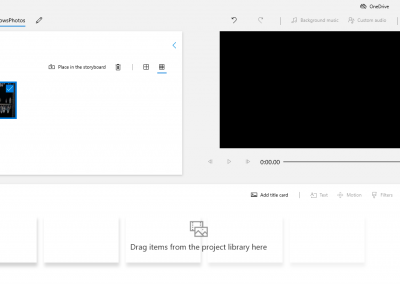 OneDrive
owsPhotos
Background music
Custom audio
Place in the storyboard
0:00.00
Add title card
Text
Motion
Filters
Drag items from the project library here